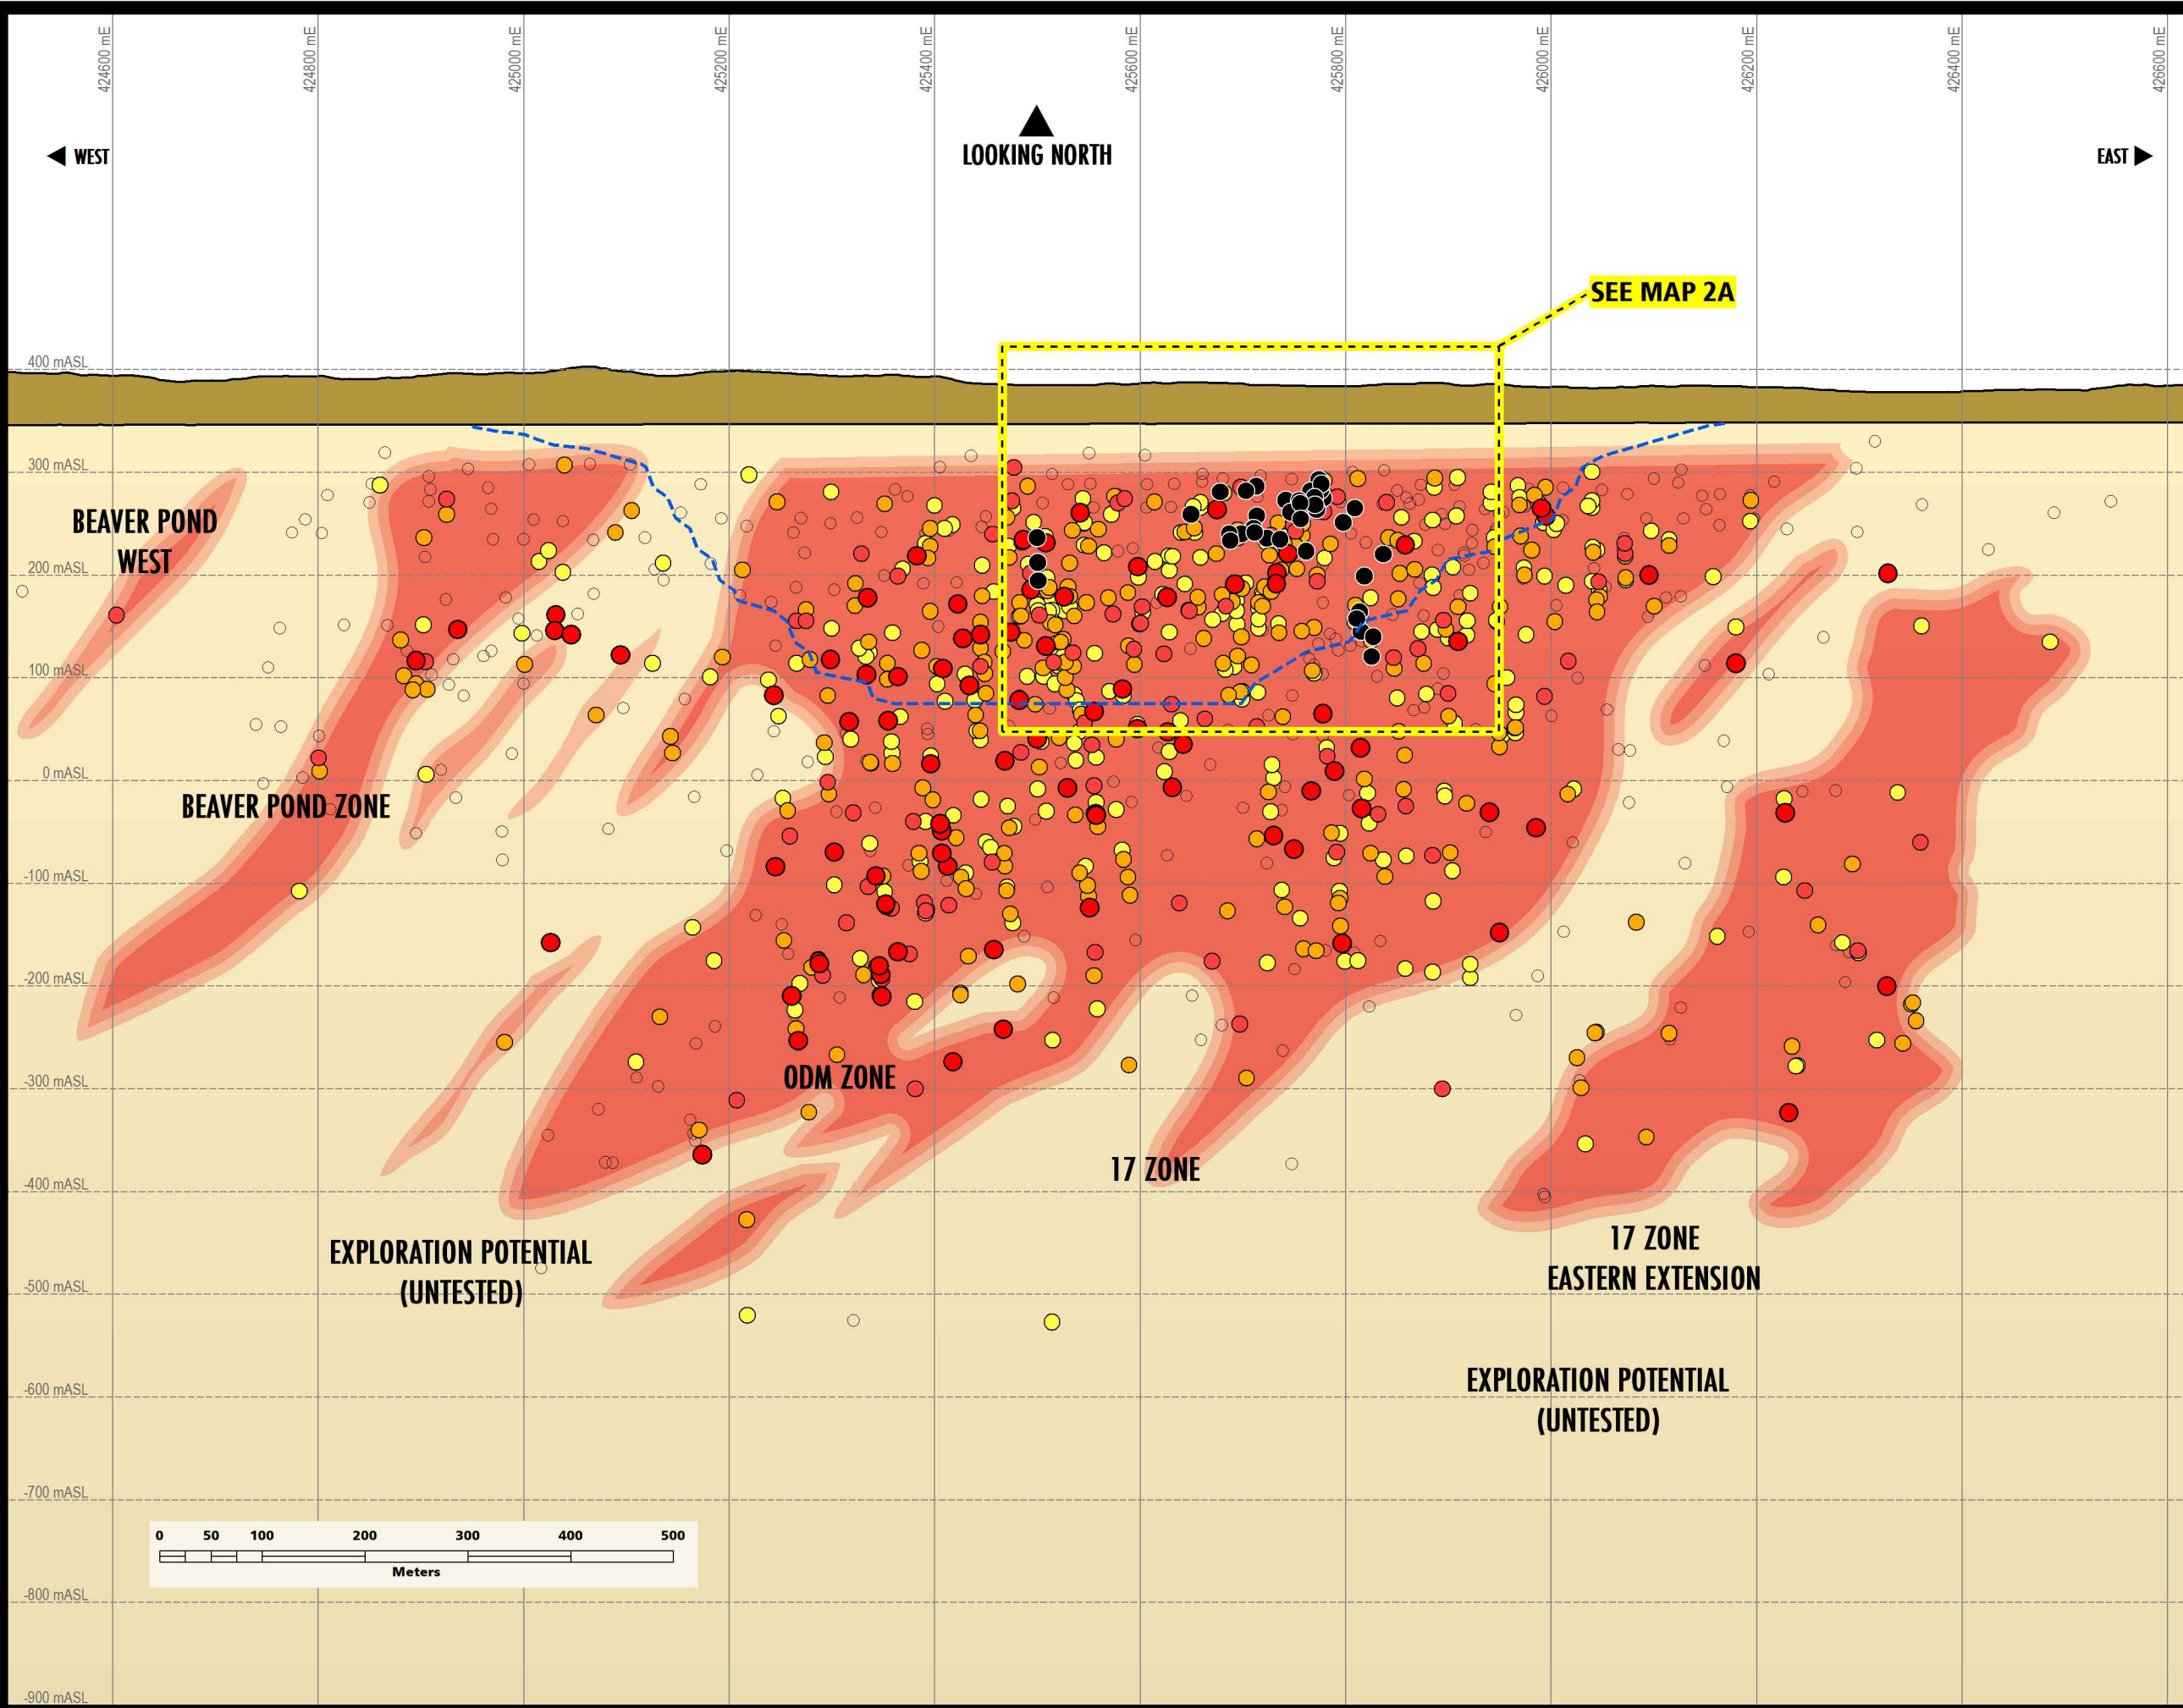 424600 mE
424800 mE
425000 mE
425200 mE
425400 mE
425600 mE
425800 mE
426000 mE
426200 mE
426400 mE
426600 mE
WEST
LOOKING NORTH
EAST
SEE MAP 2A
400 mASL
300 mASL
BEAVER POND
WEST
200 mASL
100 mASL
0 mASL
BEAVER POND ZONE
-100 mASL
-200 mASL
ODM ZONE
-300 mASL
17 ZONE
-400 mASL
17 ZONE
EASTERN EXTENSION
EXPLORATION POTENTIAL
(UNTESTED)
-500 mASL
EXPLORATION POTENTIAL
(UNTESTED)
-600 mASL
-700 mASL
0 50 100 200 300 400 500
Meters
-800 mASL
-900 mASL